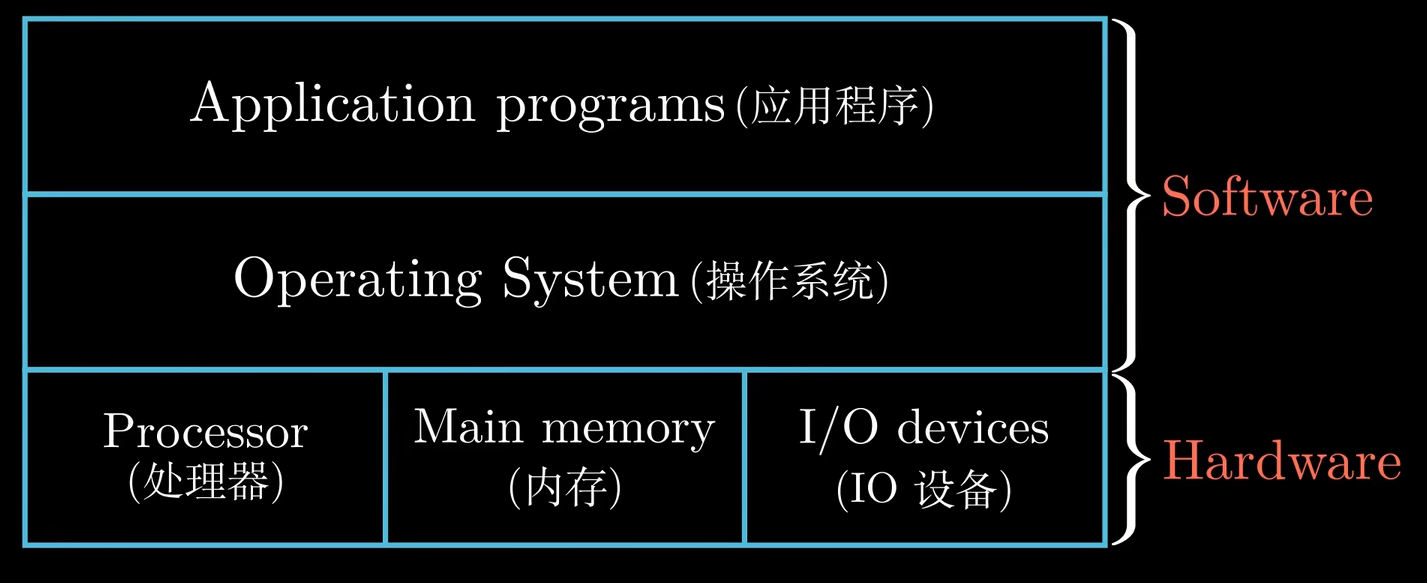 Application programs(应用程序)
Software
Operating System(操作系统)
Processor
(处理器)
Main memory
(内存)
I/O devices
(IO 设备)
Hardware